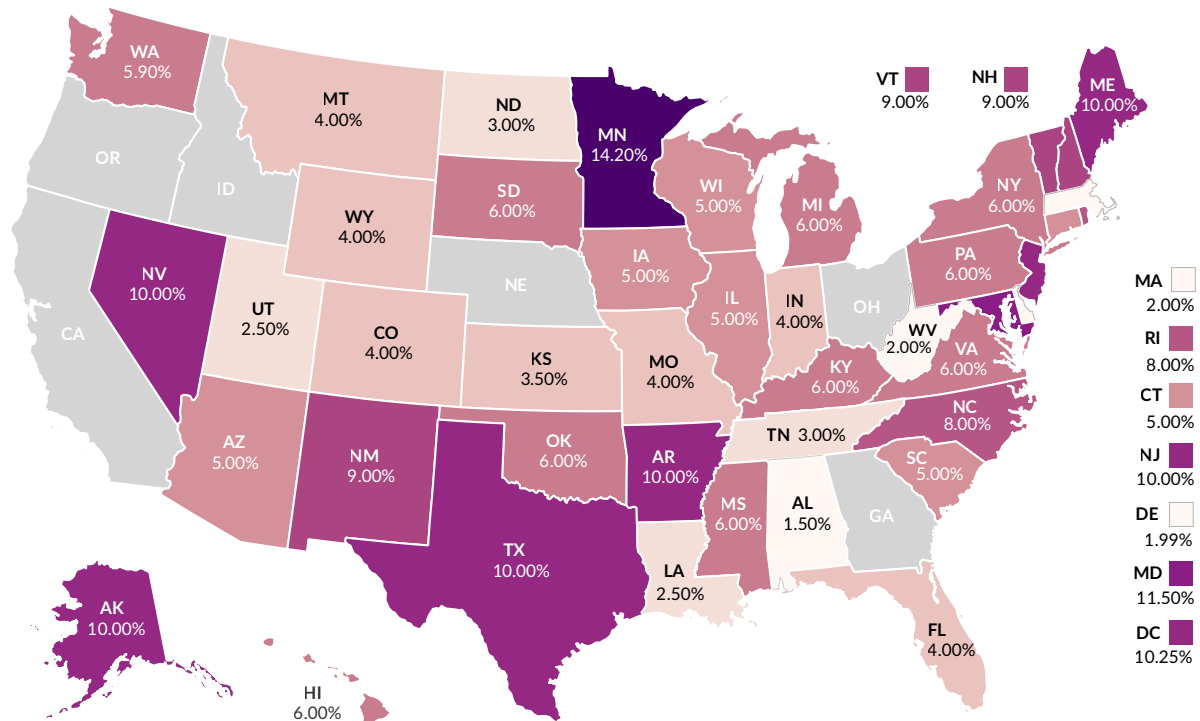 WA
5.90%
OR
CA
ID
NV
10.00%
MT
4.00%
WY
4.00%
UT
2.50%
AZ
5.00%
CO
4.00%
NM
9.00%
ND
3.00%
SD
6.00%
NE
KS
3.50%
OK
6.00%
TX
10.00%
MN
14.20%
IA
5.00%
MO
4.00%
AR
10.00%
LA
2.50%
WI
5.00%
IL
5.00%
MI
6.00%
IN
4.00%
OH
KY
6.00%
TN 3.00%
MS
6.00%
AL
1.50%
GA
FL
4.00%
SC
5.00%
NC
8.00%
VA
6.00%
WV
2.00%
PA
6.00%
NY
6.00%
VT
9.00%
NH
9.00%
ME
10.00%
MA
2.00%
RI
8.00%
CT
5.00%
NJ
10.00%
DE
1.99%
MD
11.50%
DC
10.25%
AK
10.00%
HI
6.00%